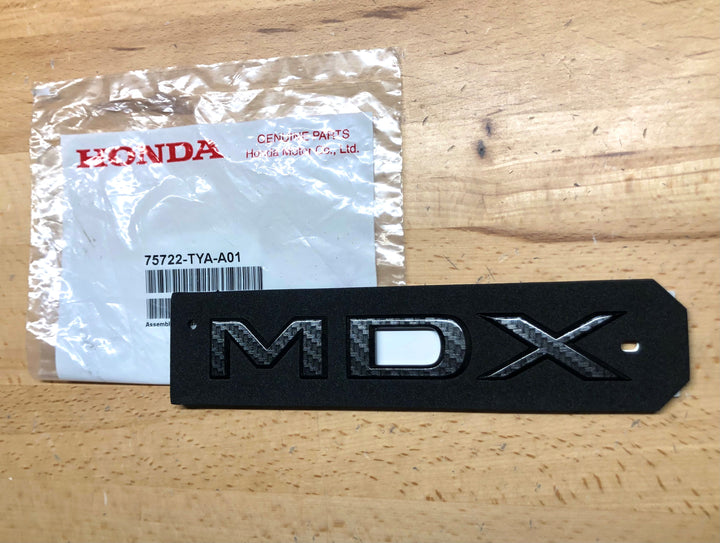 HONDA
GENUINE PARTS
Honda Motor Co., Ltd.
75722-TYA-A01
MDX